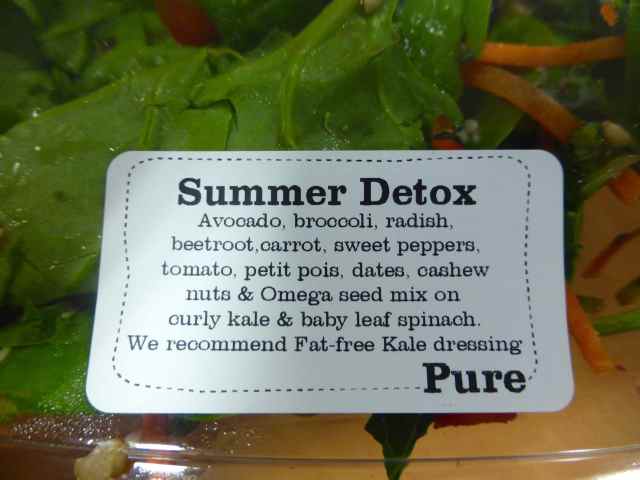 Summer Detox
Avocado, broccoli, radish,
beetroot,carrot, sweet peppers,
tomato, petit pois, dates, cashew
nuts & Omega seed mix on
curly kale & baby leaf spinach.
We recommend Fat-free Kale dressing
Pure